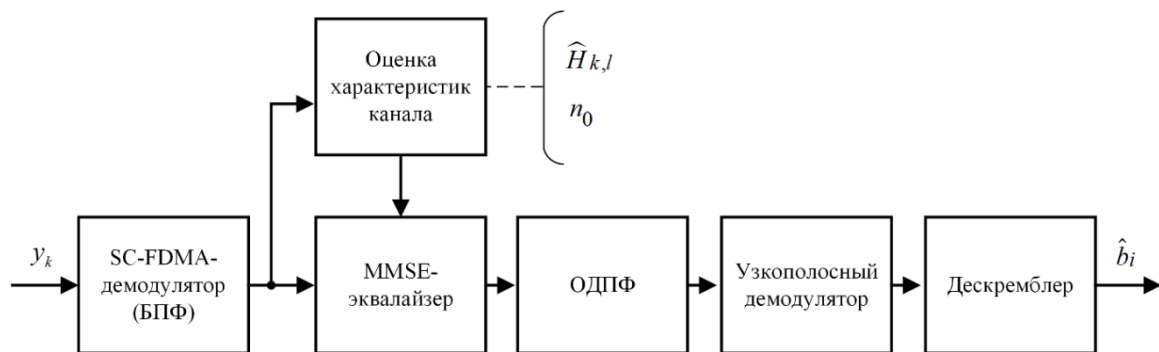 Оценка
характеристик
канала
Ĥk,l
n0
yk
SC-FDMA-
демодулятор
(БПФ)
MMSE-
эквалайзер
ОДПФ
Узкополосный
демодулятор
Дескремблер
b̂i